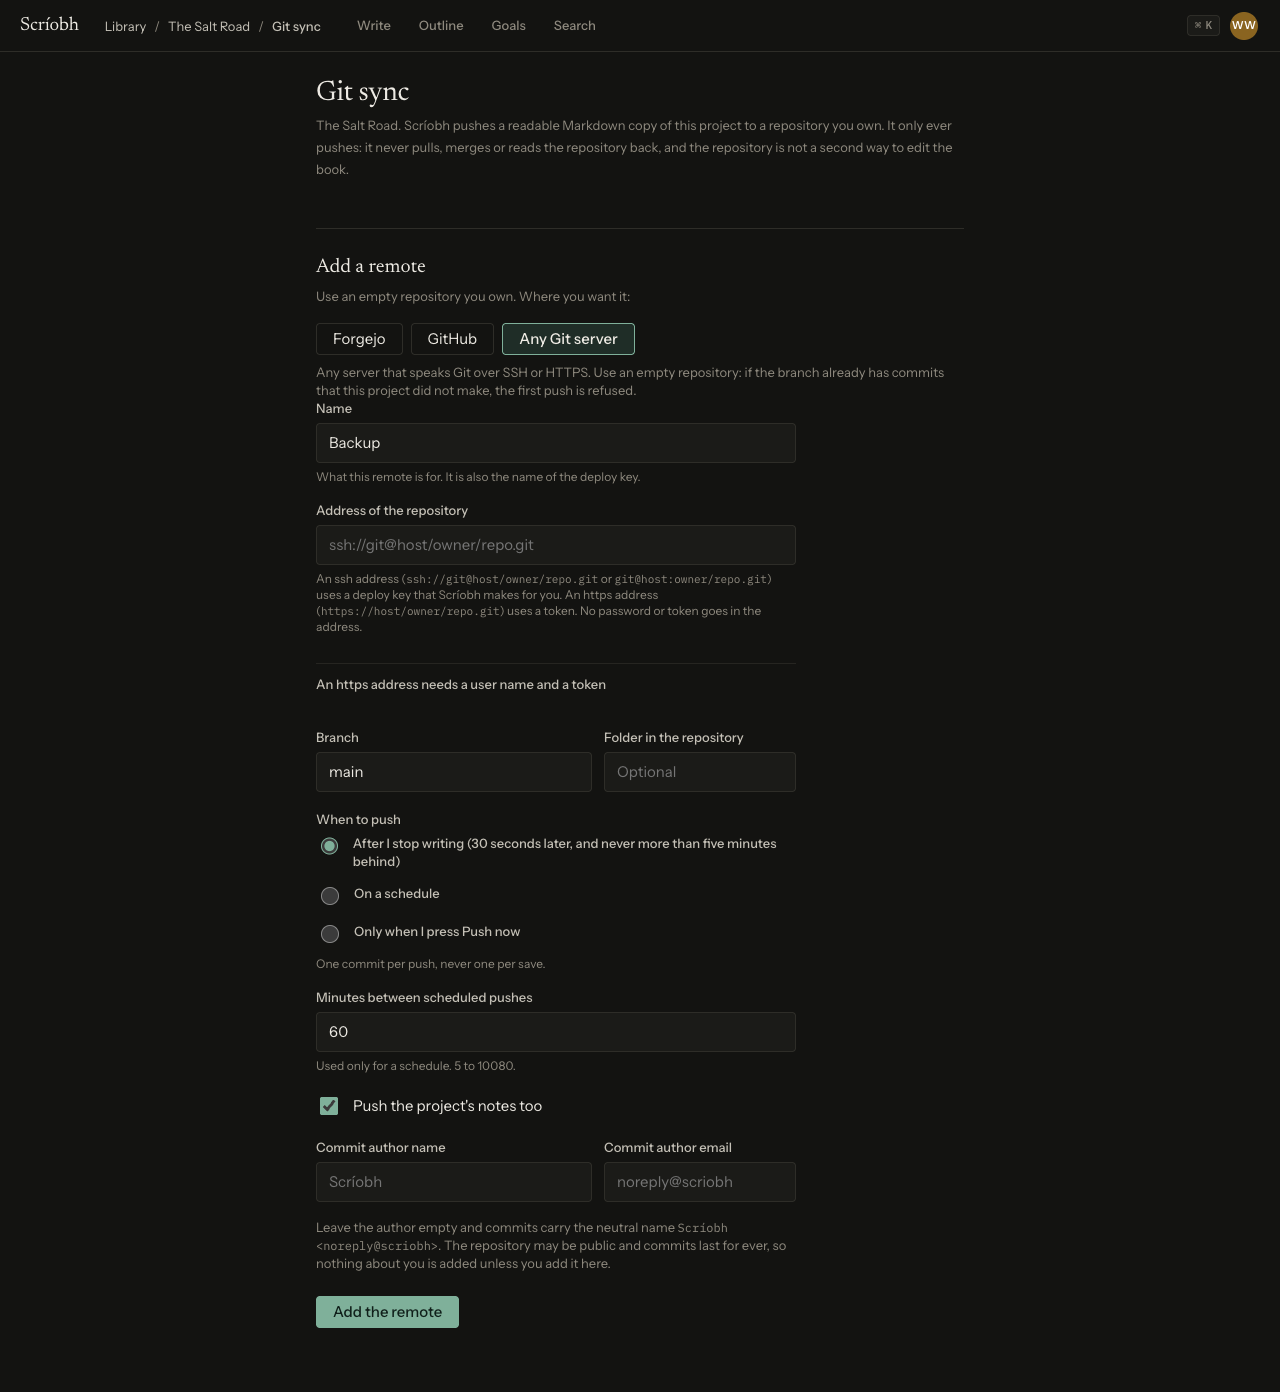 Scríobh Library / The Salt Road / Git sync Write Outline Goals Search ⌘ K WW
Git sync
The Salt Road. Scríobh pushes a readable Markdown copy of this project to a repository you own. It only ever
pushes: it never pulls, merges or reads the repository back, and the repository is not a second way to edit the
book.
Add a remote
Use an empty repository you own. Where you want it:
Forgejo GitHub Any Git server
Any server that speaks Git over SSH or HTTPS. Use an empty repository: if the branch already has commits
that this project did not make, the first push is refused.
Name
Backup
What this remote is for. It is also the name of the deploy key.
Address of the repository
ssh://git@host/owner/repo.git
An ssh address (ssh://git@host/owner/repo.git or git@host:owner/repo.git)
uses a deploy key that Scríobh makes for you. An https address
(https://host/owner/repo.git) uses a token. No password or token goes in the
address.
An https address needs a user name and a token
Branch Folder in the repository
main Optional
When to push
After I stop writing (30 seconds later, and never more than five minutes
behind)
On a schedule
Only when I press Push now
One commit per push, never one per save.
Minutes between scheduled pushes
60
Used only for a schedule. 5 to 10080.
Push the project's notes too
Commit author name Commit author email
Scríobh noreply@scriobh
Leave the author empty and commits carry the neutral name Scríobh
<noreply@scriobh>. The repository may be public and commits last for ever, so
nothing about you is added unless you add it here.
Add the remote